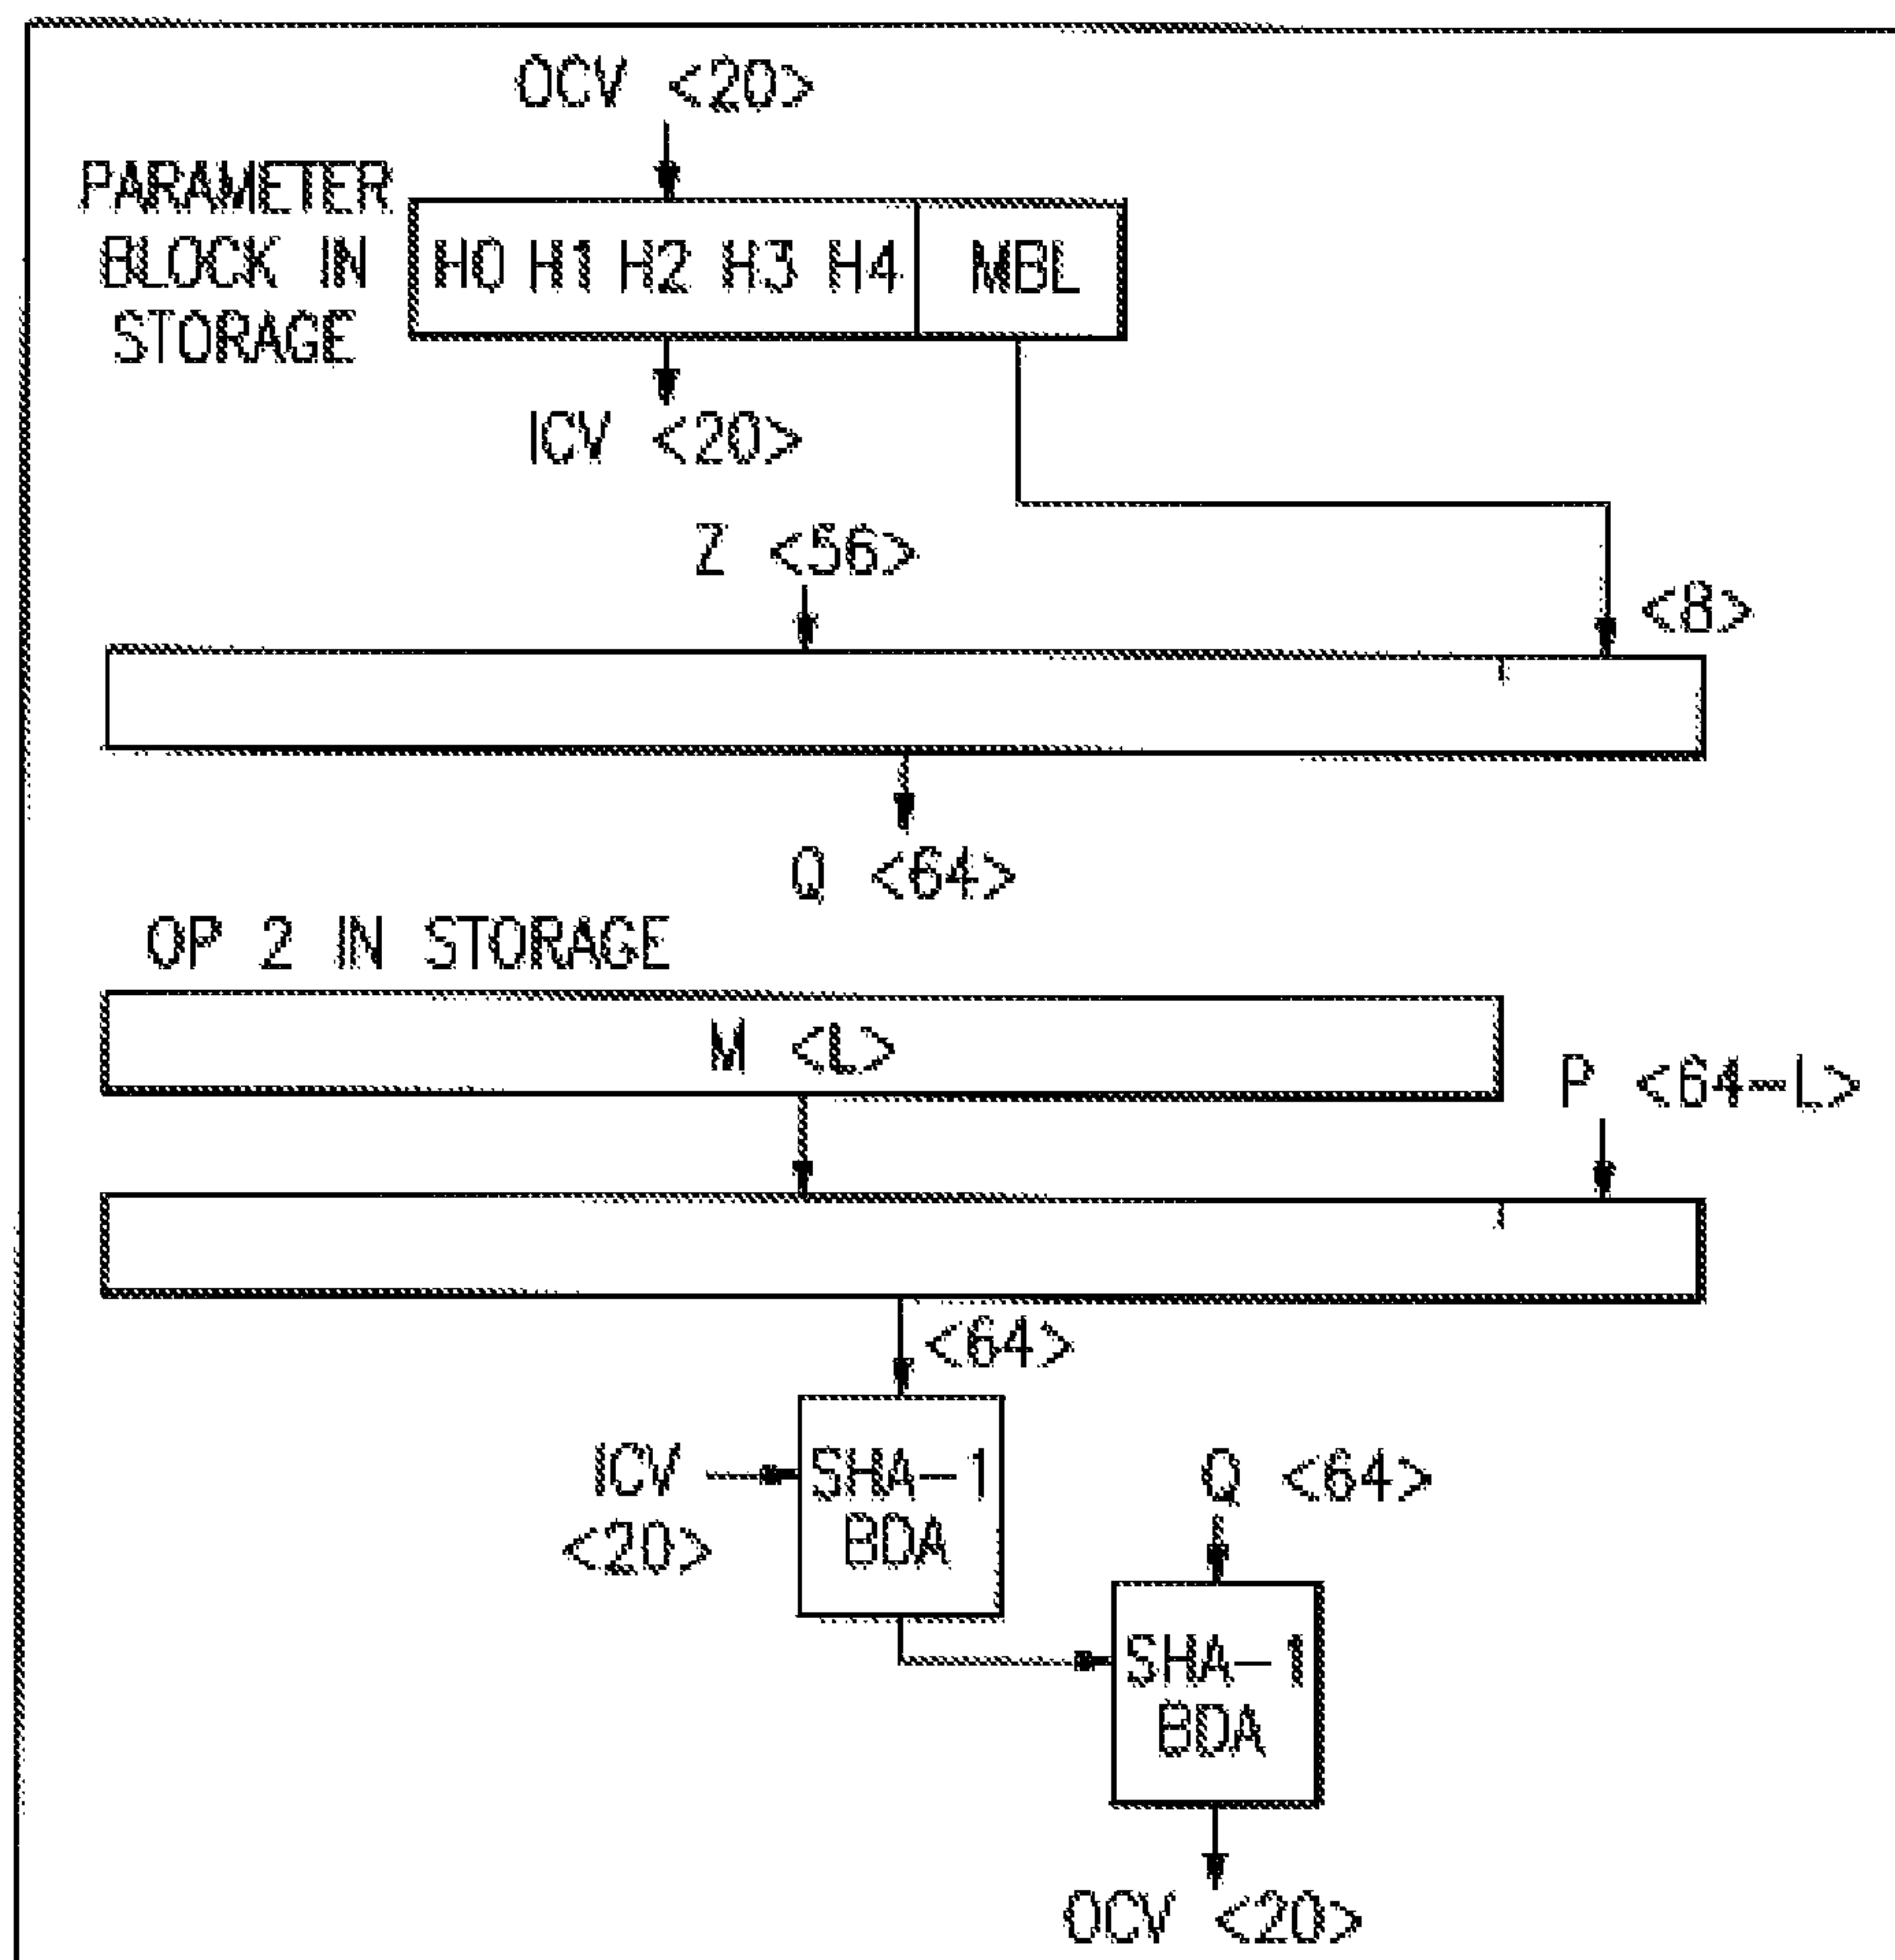 OCV <20>
PARAMETER
BLOCK IN
STORAGE
H0 H1 H2 H3 H4 MBL
ICV <20>
Z <56>
<8>
Q <64>
OP 2 IN STORAGE
M <L>
P <64-L>
<64>
ICV
<20>
SHA-1
BDA
Q <64>
SHA-1
BDA
OCV <20>